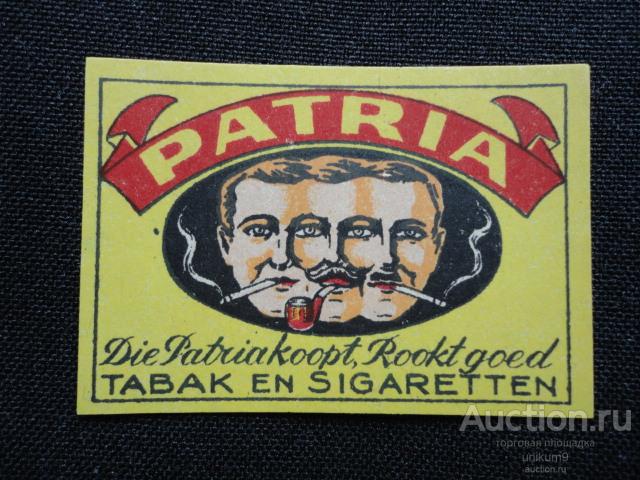 PATRIA
Die Patria koopt, Rookt goed
TABAK EN SIGARETTEN
Auction.ru
торговая площадка
unikum9
auction.ru